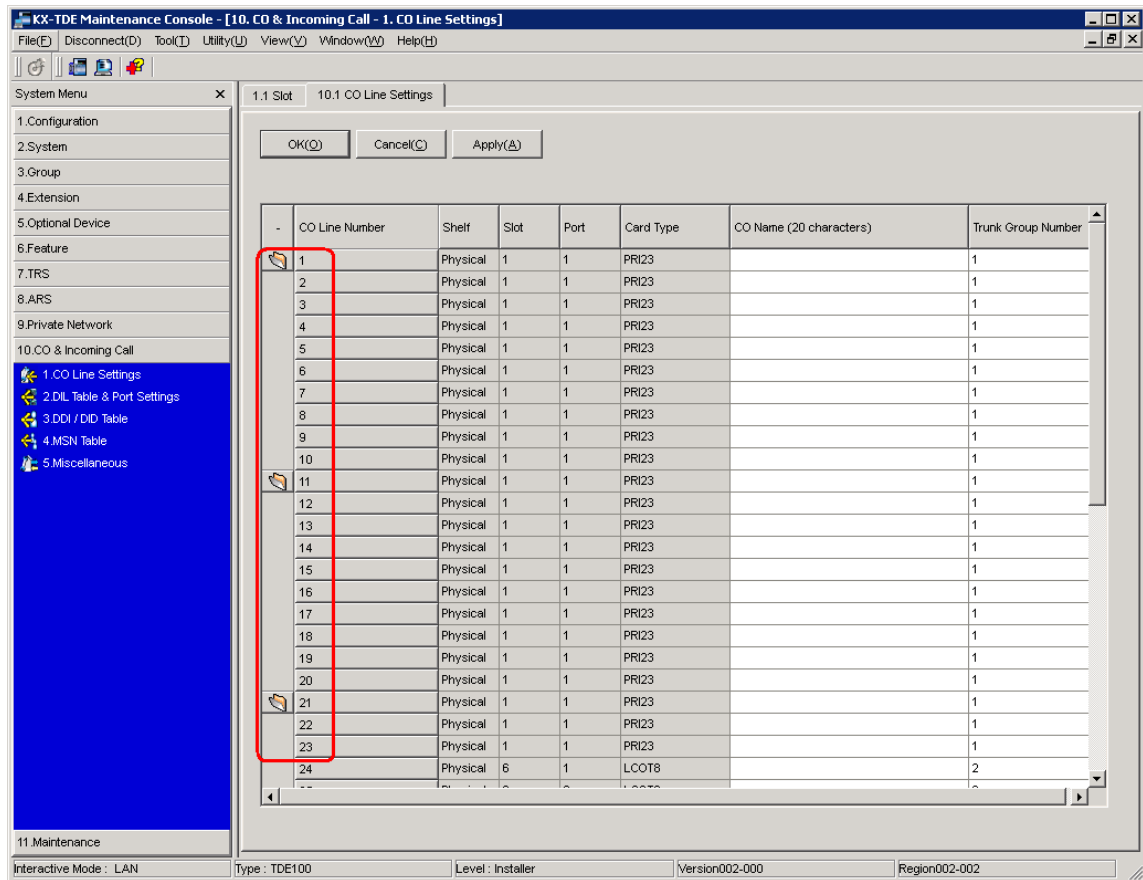 KX-TDE Maintenance Console - [10. CO & Incoming Call - 1. CO Line Settings]
File(F) Disconnect(D) Tool(T) Utility(U) View(V) Window(W) Help(H)
System Menu x
1.Configuration
2.System
3.Group
4.Extension
5.Optional Device
6.Feature
7.TRS
8.ARS
9.Private Network
10.CO & Incoming Call
1.CO Line Settings
2.DIL Table & Port Settings
3.DDI / DID Table
4.MSN Table
5.Miscellaneous
11.Maintenance
1.1 Slot 10.1 CO Line Settings
OK(O) Cancel(C) Apply(A)
- CO Line Number Shelf Slot Port Card Type CO Name (20 characters) Trunk Group Number
1 Physical 1 1 PRI23 1
2 Physical 1 1 PRI23 1
3 Physical 1 1 PRI23 1
4 Physical 1 1 PRI23 1
5 Physical 1 1 PRI23 1
6 Physical 1 1 PRI23 1
7 Physical 1 1 PRI23 1
8 Physical 1 1 PRI23 1
9 Physical 1 1 PRI23 1
10 Physical 1 1 PRI23 1
11 Physical 1 1 PRI23 1
12 Physical 1 1 PRI23 1
13 Physical 1 1 PRI23 1
14 Physical 1 1 PRI23 1
15 Physical 1 1 PRI23 1
16 Physical 1 1 PRI23 1
17 Physical 1 1 PRI23 1
18 Physical 1 1 PRI23 1
19 Physical 1 1 PRI23 1
20 Physical 1 1 PRI23 1
21 Physical 1 1 PRI23 1
22 Physical 1 1 PRI23 1
23 Physical 1 1 PRI23 1
24 Physical 6 1 LCOT8 2
Interactive Mode : LAN Type : TDE100 Level : Installer Version002-000 Region002-002